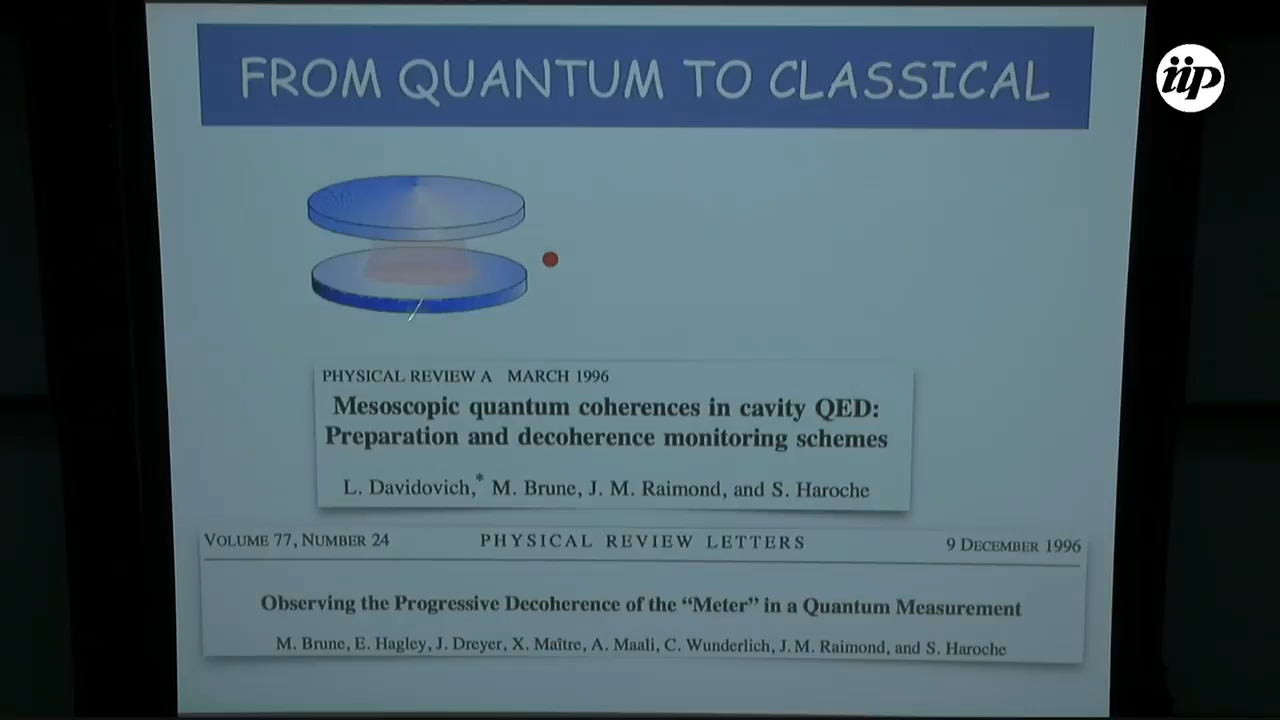 FROM QUANTUM TO CLASSICAL
iip
PHYSICAL REVIEW A MARCH 1996
Mesoscopic quantum coherences in cavity QED:
Preparation and decoherence monitoring schemes
L. Davidovich,* M. Brune, J. M. Raimond, and S. Haroche
VOLUME 77, NUMBER 24 PHYSICAL REVIEW LETTERS 9 DECEMBER 1996
Observing the Progressive Decoherence of the “Meter” in a Quantum Measurement
M. Brune, E. Hagley, J. Dreyer, X. Maître, A. Maali, C. Wunderlich, J. M. Raimond, and S. Haroche